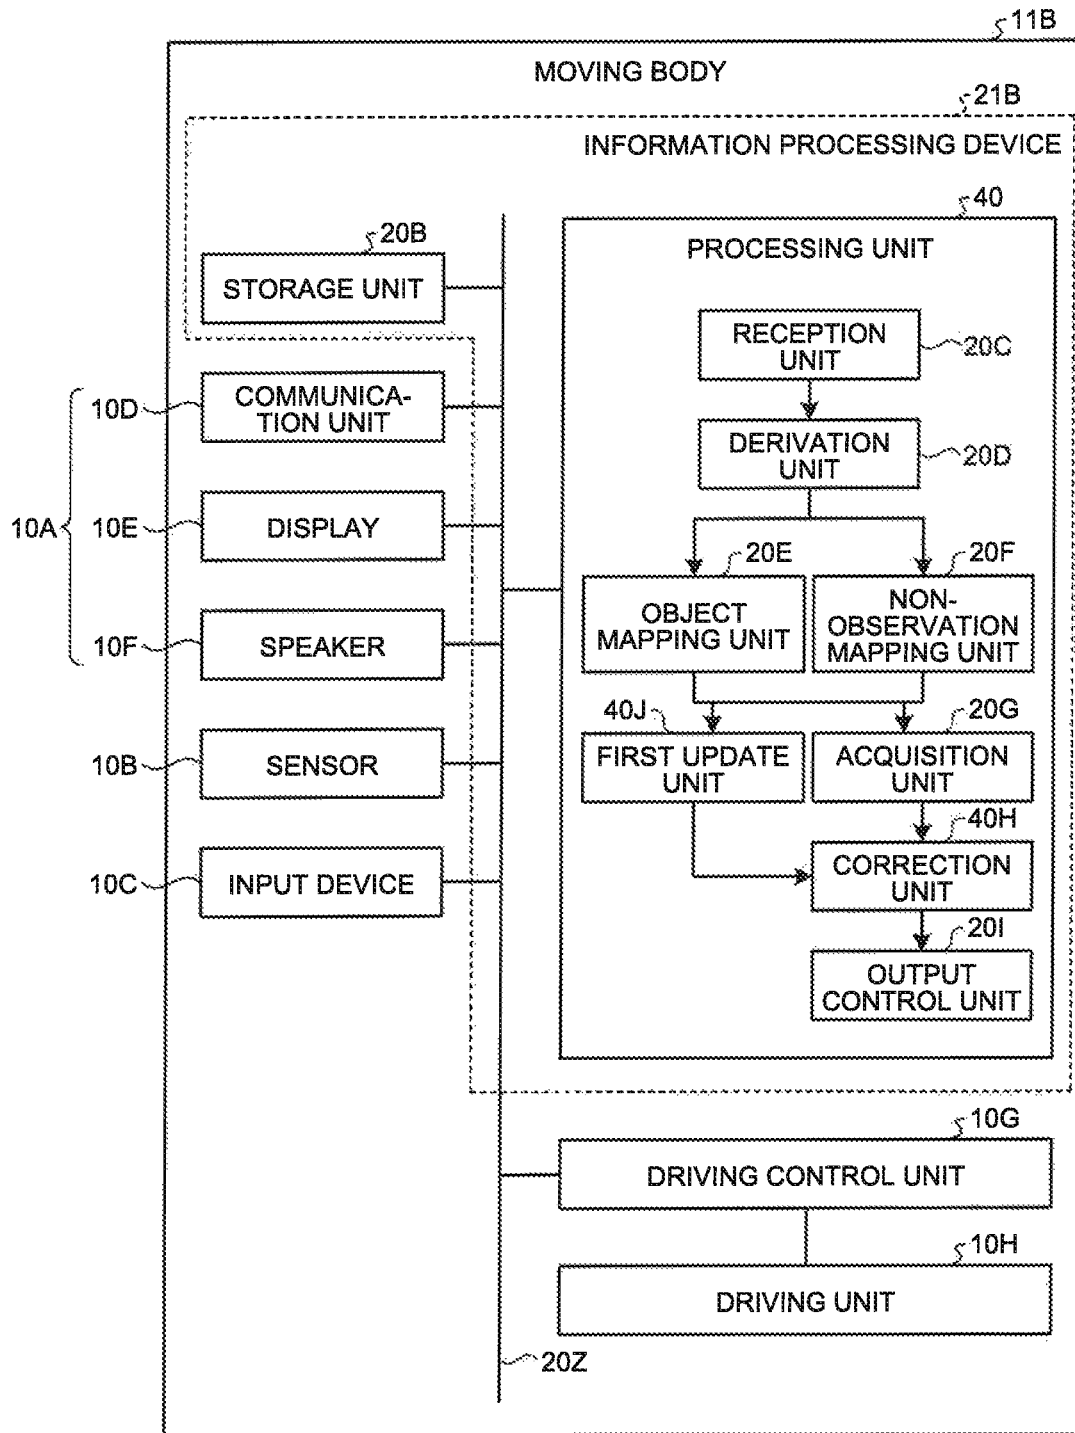 11B
MOVING BODY
21B
INFORMATION PROCESSING DEVICE
40
PROCESSING UNIT
20B
STORAGE UNIT
RECEPTION
UNIT
20C
10A
10D
COMMUNICA-
TION UNIT
DERIVATION
UNIT
20D
10E
DISPLAY
20E
OBJECT
MAPPING UNIT
20F
NON-
OBSERVATION
MAPPING UNIT
10F
SPEAKER
40J
FIRST UPDATE
UNIT
20G
ACQUISITION
UNIT
10B
SENSOR
40H
CORRECTION
UNIT
10C
INPUT DEVICE
20I
OUTPUT
CONTROL UNIT
10G
DRIVING CONTROL UNIT
10H
DRIVING UNIT
20Z